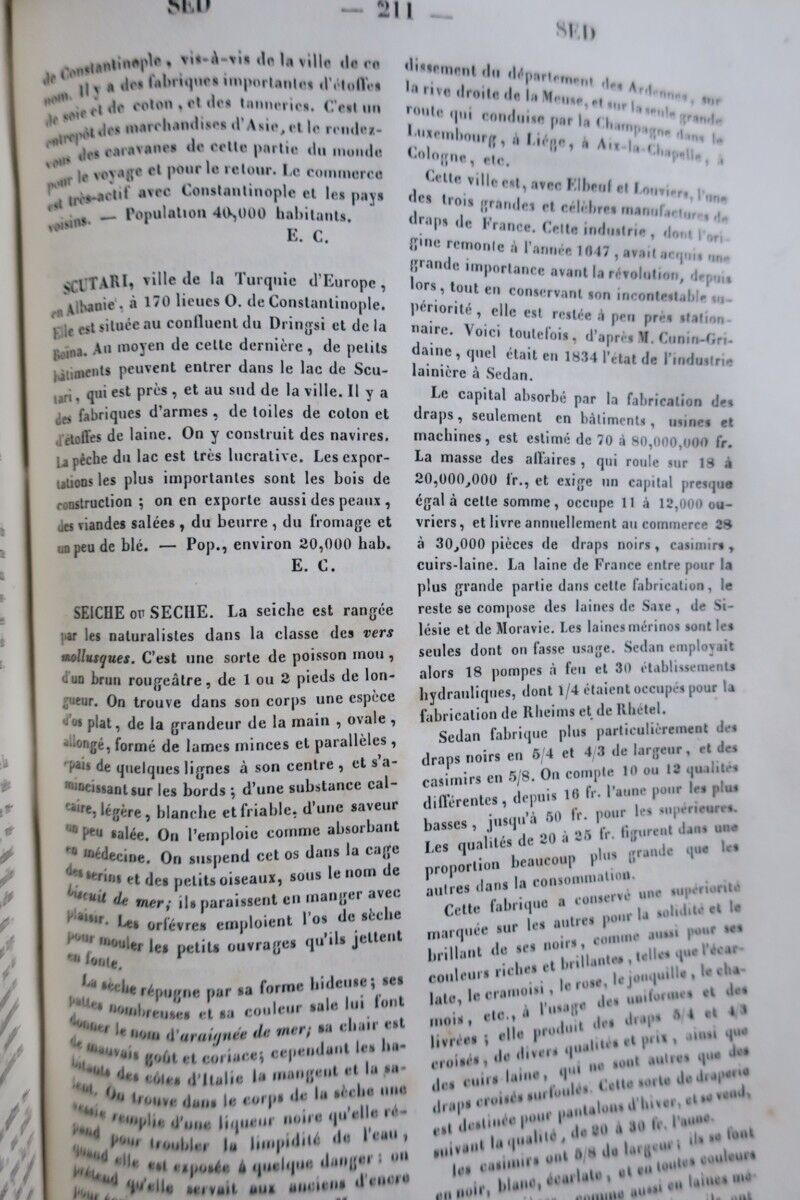 SED
— 211 —
SED
de Constantinople, vis-à-vis de la ville de ce
nom. Il y a des fabriques importantes d'étoffes
de soie et de coton, et des tanneries. C'est un
entrepôt des marchandises d'Asie, et le rendez-
vous des caravanes de cette partie du monde
pour le voyage et pour le retour. Le commerce
est très-actif avec Constantinople et les pays
voisins. — Population 40,000 habitants.
E. C.
SCUTARI, ville de la Turquie d'Europe,
en Albanie, à 170 lieues O. de Constantinople.
Elle est située au confluent du Dringsi et de la
Boina. Au moyen de cette dernière, de petits
bâtiments peuvent entrer dans le lac de Scu-
tari, qui est près, et au sud de la ville. Il y a
des fabriques d'armes, de toiles de coton et
d'étoffes de laine. On y construit des navires.
La pêche du lac est très lucrative. Les expor-
tations les plus importantes sont les bois de
construction; on en exporte aussi des peaux,
des viandes salées, du beurre, du fromage et
un peu de blé. — Pop., environ 20,000 hab.
E. C.
SEICHE OU SECHE. La seiche est rangée
par les naturalistes dans la classe des vers
mollusques. C'est une sorte de poisson mou,
d'un brun rougeâtre, de 1 ou 2 pieds de lon-
gueur. On trouve dans son corps une espèce
d'os plat, de la grandeur de la main, ovale,
allongé, formé de lames minces et parallèles,
épais de quelques lignes à son centre, et s'a-
mincissant sur les bords; d'une substance cal-
caire, légère, blanche et friable, d'une saveur
un peu salée. On l'emploie comme absorbant
en médecine. On suspend cet os dans la cage
des serins et des petits oiseaux, sous le nom de
biscuit de mer; ils paraissent en manger avec
plaisir. Les orfévres emploient l'os de sèche
pour mouler les petits ouvrages qu'ils jettent
en fonte.
La sèche répugne par sa forme hideuse; ses
pattes nombreuses et sa couleur sale lui font
donner le nom d'araignée de mer; sa chair est
de mauvais goût et coriace; cependant les ha-
bitants des côtes d'Italie la mangent et la sa-
lent. On trouve dans le corps de la sèche une
remplie d'une liqueur noire qu'elle ré-
pand pour troubler la limpidité de l'eau,
quand elle est exposée à quelque danger; on
prétend qu'elle servait aux anciens d'encre
dissement du département des Ardennes, sur
la rive droite de la Meuse, et sur la seule grande
route qui conduise par la Champagne dans le
Luxembourg, à Liége, à Aix-la-Chapelle, à
Cologne, etc.
Cette ville est, avec Elbeuf et Louviers, l'une
des trois grandes et célèbres manufactures de
draps de France. Cette industrie, dont l'ori-
gine remonte à l'année 1647, avait acquis une
grande importance avant la révolution, depuis
lors, tout en conservant son incontestable su-
périorité, elle est restée à peu près station-
naire. Voici toutefois, d'après M. Cunin-Gri-
daine, quel était en 1834 l'état de l'industrie
lainière à Sedan.
Le capital absorbé par la fabrication des
draps, seulement en bâtiments, usines et
machines, est estimé de 70 à 80,000,000 fr.
La masse des affaires, qui roule sur 18 à
20,000,000 fr., et exige un capital presque
égal à cette somme, occupe 11 à 12,000 ou-
vriers, et livre annuellement au commerce 28
à 30,000 pièces de draps noirs, casimirs,
cuirs-laine. La laine de France entre pour la
plus grande partie dans cette fabrication, le
reste se compose des laines de Saxe, de Si-
lésie et de Moravie. Les laines mérinos sont les
seules dont on fasse usage. Sedan employait
alors 18 pompes à feu et 30 établissements
hydrauliques, dont 1/4 étaient occupés pour la
fabrication de Rheims et de Rhétel.
Sedan fabrique plus particulièrement des
draps noirs en 5/4 et 4/3 de largeur, et des
casimirs en 5/8. On compte 10 ou 12 qualités
différentes, depuis 16 fr. l'aune pour les plus
basses, jusqu'à 50 fr. pour les supérieures.
Les qualités de 20 à 25 fr. figurent dans une
proportion beaucoup plus grande que les
autres dans la consommation.
Cette fabrique a conservé une supériorité
marquée sur les autres pour la solidité et le
brillant de ses noirs, comme aussi pour ses
couleurs riches et brillantes, telles que l'écar-
late, le cramoisi, le rose, le jonquille, le cha-
mois, etc., à l'usage des uniformes et des
livrées; elle produit des draps 5/4 et 4/3
croisés, de divers qualités et prix, ainsi que
des cuirs laine, qui ne sont autres que des
draps croisés surfoulés. Cette sorte de draperie
est destinée pour pantalons d'hiver, et se vend,
suivant la qualité, de 20 à 30 fr. l'aune.
les casimirs ont 5/8 de largeur; ils se font
en noir, blanc, écarlate, et en toutes couleurs
comme aussi en laines